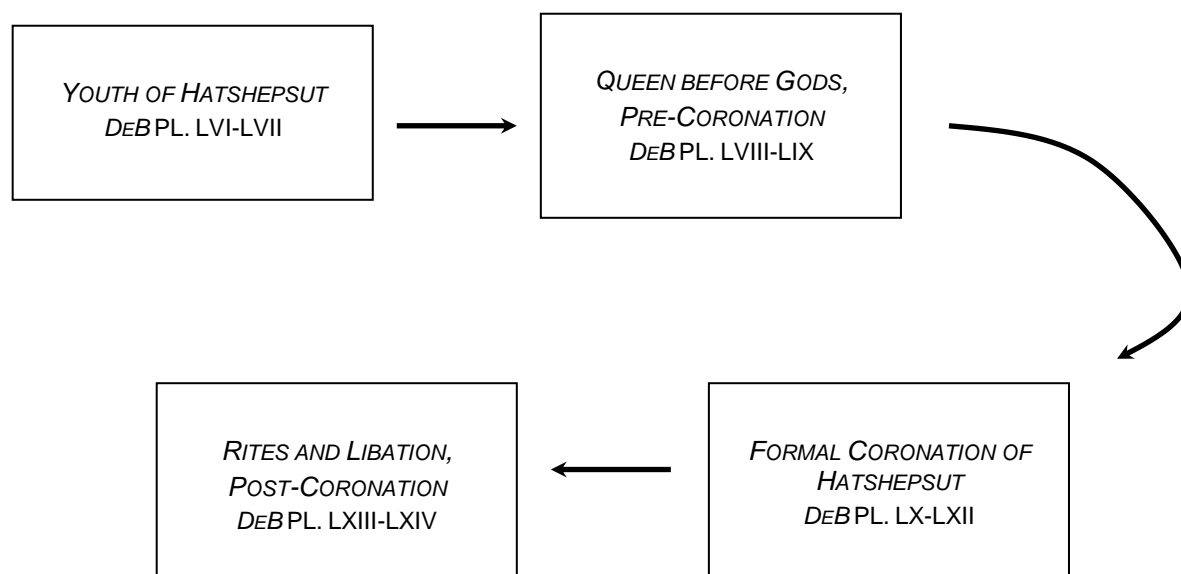 YOUTH OF HATSHEPSUT
DEB PL. LVI-LVII
QUEEN BEFORE GODS,
PRE-CORONATION
DEB PL. LVIII-LIX
FORMAL CORONATION OF
HATSHEPSUT
DEB PL. LX-LXII
RITES AND LIBATION,
POST-CORONATION
DEB PL. LXIII-LXIV